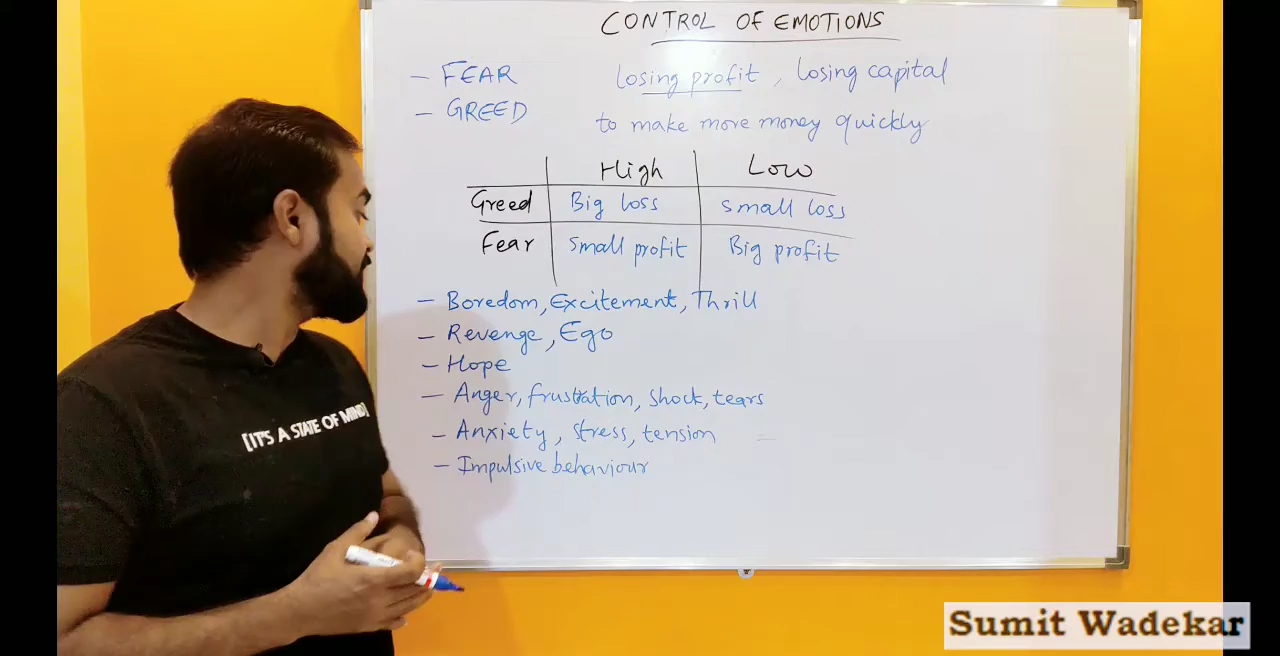 CONTROL OF EMOTIONS
- FEAR losing profit, losing capital
- GREED to make more money quickly
High Low
Greed Big loss small loss
Fear small profit Big profit
- Boredom, Excitement, Thrill
- Revenge, Ego
- Hope
- Anger, frustration, shock, tears
- Anxiety, stress, tension
- Impulsive behaviour
[IT'S A STATE OF MIND]
Sumit Wadekar